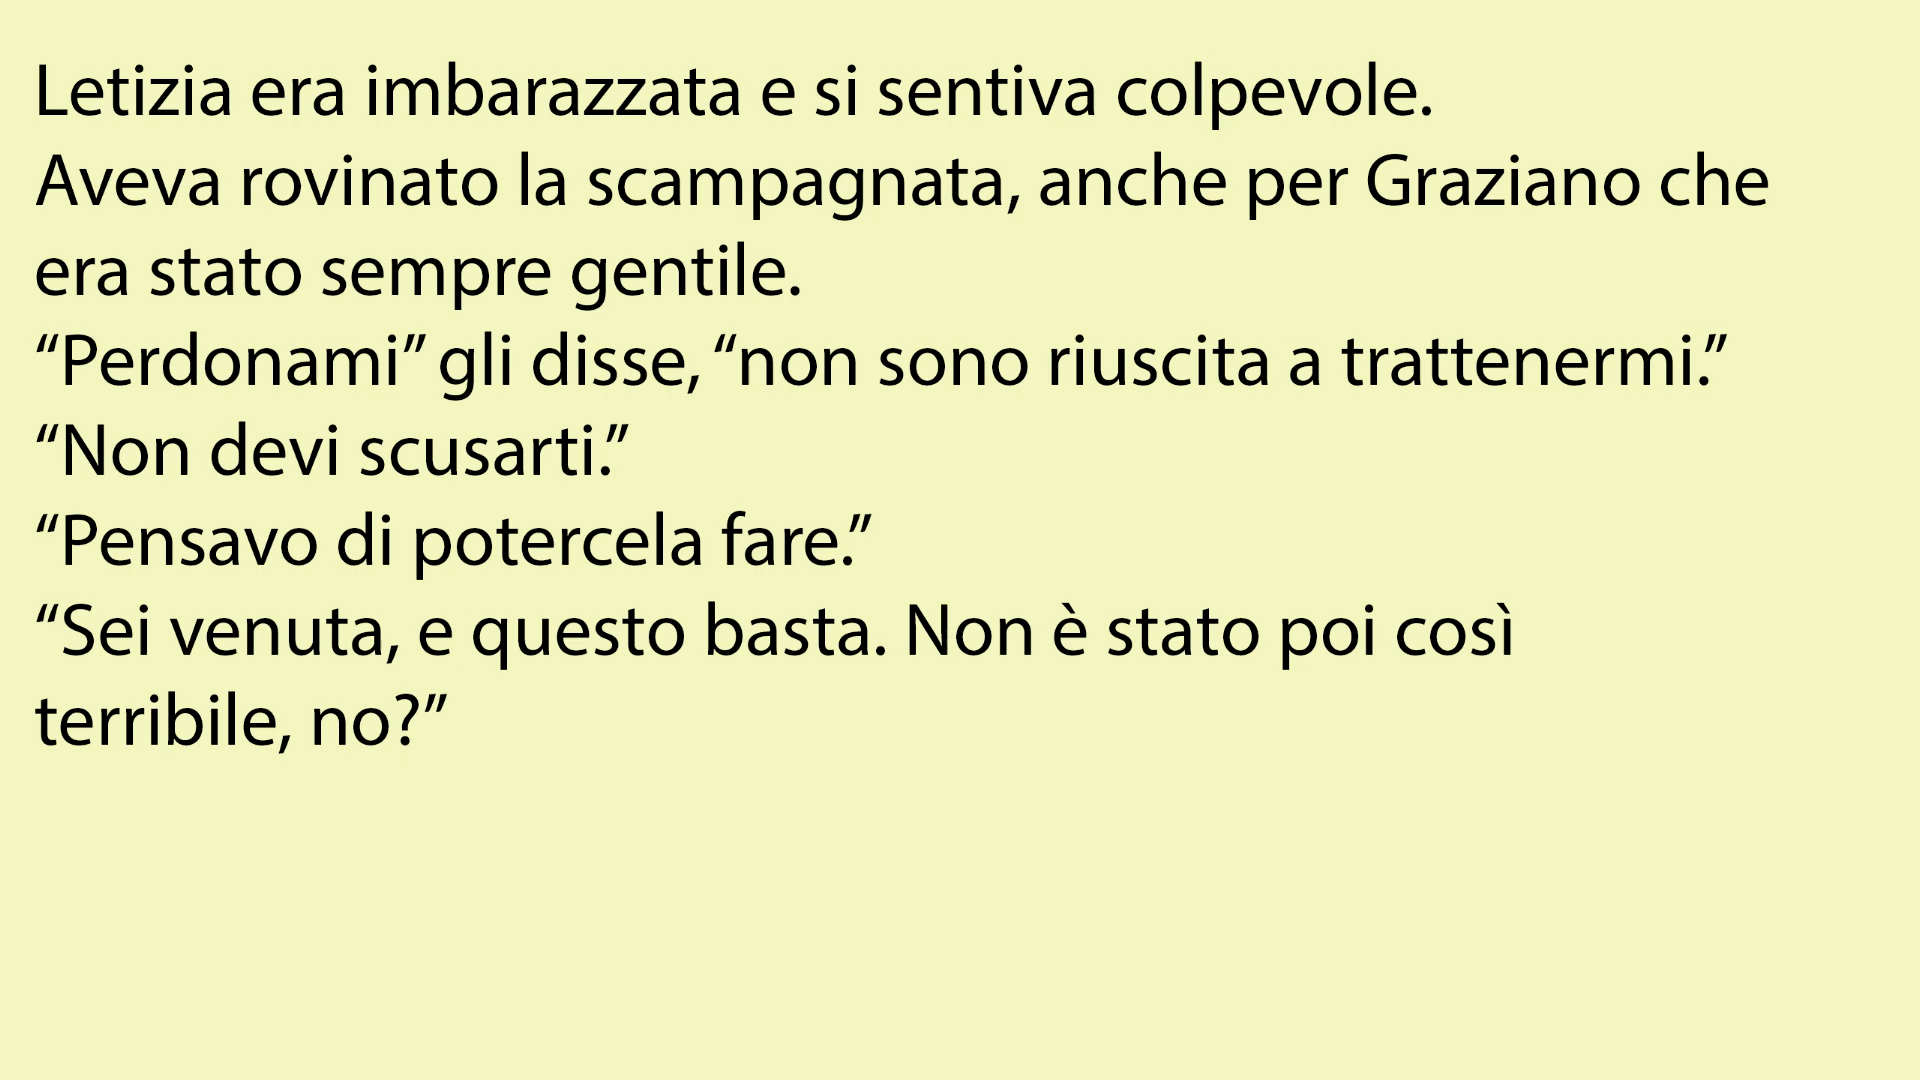 Letizia era imbarazzata e si sentiva colpevole.
Aveva rovinato la scampagnata, anche per Graziano che
era stato sempre gentile.
“Perdonami” gli disse, “non sono riuscita a trattenermi.”
“Non devi scusarti.”
“Pensavo di potercela fare.”
“Sei venuta, e questo basta. Non è stato poi così
terribile, no?”